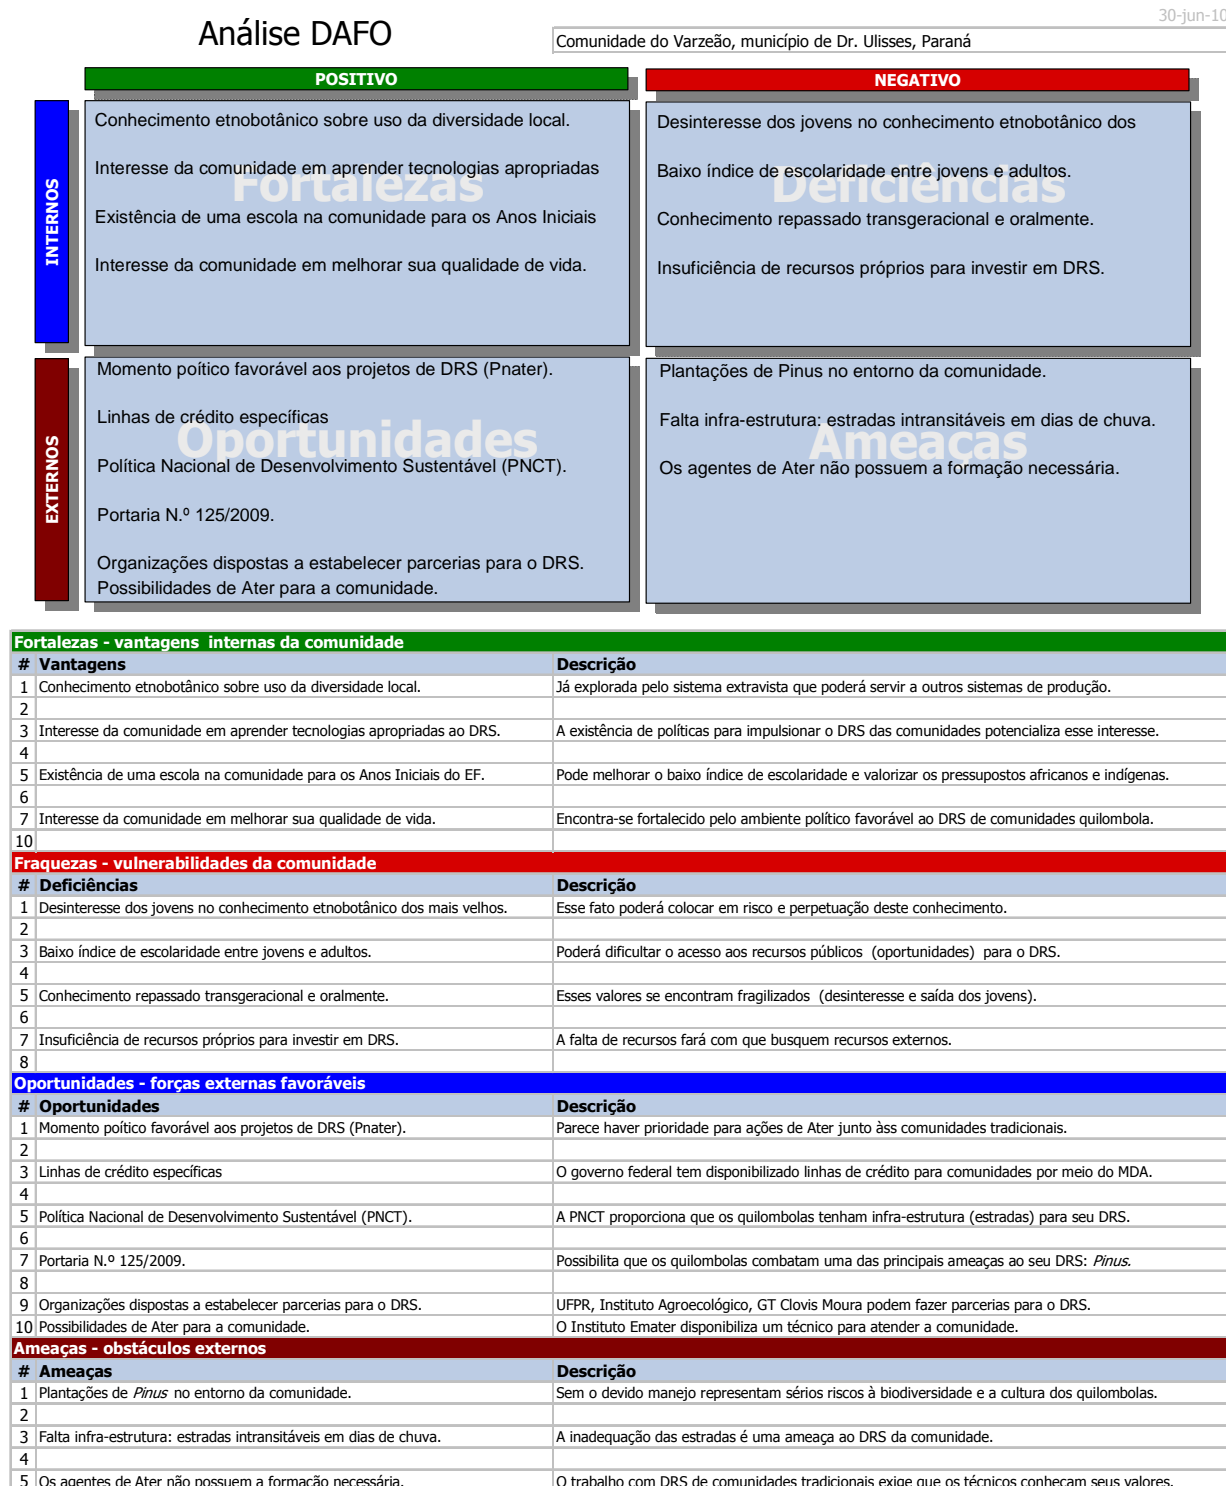 30-jun-10
Análise DAFO
Comunidade do Varzeão, município de Dr. Ulisses, Paraná
POSITIVO
NEGATIVO
INTERNOS
Fortalezas
Conhecimento etnobotânico sobre uso da diversidade local.
Interesse da comunidade em aprender tecnologias apropriadas
Existência de uma escola na comunidade para os Anos Iniciais
Interesse da comunidade em melhorar sua qualidade de vida.
Deficiências
Desinteresse dos jovens no conhecimento etnobotânico dos
Baixo índice de escolaridade entre jovens e adultos.
Conhecimento repassado transgeracional e oralmente.
Insuficiência de recursos próprios para investir em DRS.
EXTERNOS
Oportunidades
Momento poítico favorável aos projetos de DRS (Pnater).
Linhas de crédito específicas
Política Nacional de Desenvolvimento Sustentável (PNCT).
Portaria N.º 125/2009.
Organizações dispostas a estabelecer parcerias para o DRS.
Possibilidades de Ater para a comunidade.
Ameaças
Plantações de Pinus no entorno da comunidade.
Falta infra-estrutura: estradas intransitáveis em dias de chuva.
Os agentes de Ater não possuem a formação necessária.
Fortalezas - vantagens internas da comunidade
# Vantagens Descrição
1 Conhecimento etnobotânico sobre uso da diversidade local. Já explorada pelo sistema extravista que poderá servir a outros sistemas de produção.
2
3 Interesse da comunidade em aprender tecnologias apropriadas ao DRS. A existência de políticas para impulsionar o DRS das comunidades potencializa esse interesse.
4
5 Existência de uma escola na comunidade para os Anos Iniciais do EF. Pode melhorar o baixo índice de escolaridade e valorizar os pressupostos africanos e indígenas.
6
7 Interesse da comunidade em melhorar sua qualidade de vida. Encontra-se fortalecido pelo ambiente político favorável ao DRS de comunidades quilombola.
10
Fraquezas - vulnerabilidades da comunidade
# Deficiências Descrição
1 Desinteresse dos jovens no conhecimento etnobotânico dos mais velhos. Esse fato poderá colocar em risco e perpetuação deste conhecimento.
2
3 Baixo índice de escolaridade entre jovens e adultos. Poderá dificultar o acesso aos recursos públicos (oportunidades) para o DRS.
4
5 Conhecimento repassado transgeracional e oralmente. Esses valores se encontram fragilizados (desinteresse e saída dos jovens).
6
7 Insuficiência de recursos próprios para investir em DRS. A falta de recursos fará com que busquem recursos externos.
8
Oportunidades - forças externas favoráveis
# Oportunidades Descrição
1 Momento poítico favorável aos projetos de DRS (Pnater). Parece haver prioridade para ações de Ater junto àss comunidades tradicionais.
2
3 Linhas de crédito específicas O governo federal tem disponibilizado linhas de crédito para comunidades por meio do MDA.
4
5 Política Nacional de Desenvolvimento Sustentável (PNCT). A PNCT proporciona que os quilombolas tenham infra-estrutura (estradas) para seu DRS.
6
7 Portaria N.º 125/2009. Possibilita que os quilombolas combatam uma das principais ameaças ao seu DRS: Pinus.
8
9 Organizações dispostas a estabelecer parcerias para o DRS. UFPR, Instituto Agroecológico, GT Clovis Moura podem fazer parcerias para o DRS.
10 Possibilidades de Ater para a comunidade. O Instituto Emater disponibiliza um técnico para atender a comunidade.
Ameaças - obstáculos externos
# Ameaças Descrição
1 Plantações de Pinus no entorno da comunidade. Sem o devido manejo representam sérios riscos à biodiversidade e a cultura dos quilombolas.
2
3 Falta infra-estrutura: estradas intransitáveis em dias de chuva. A inadequação das estradas é uma ameaça ao DRS da comunidade.
4
5 Os agentes de Ater não possuem a formação necessária. O trabalho com DRS de comunidades tradicionais exige que os técnicos conheçam seus valores.